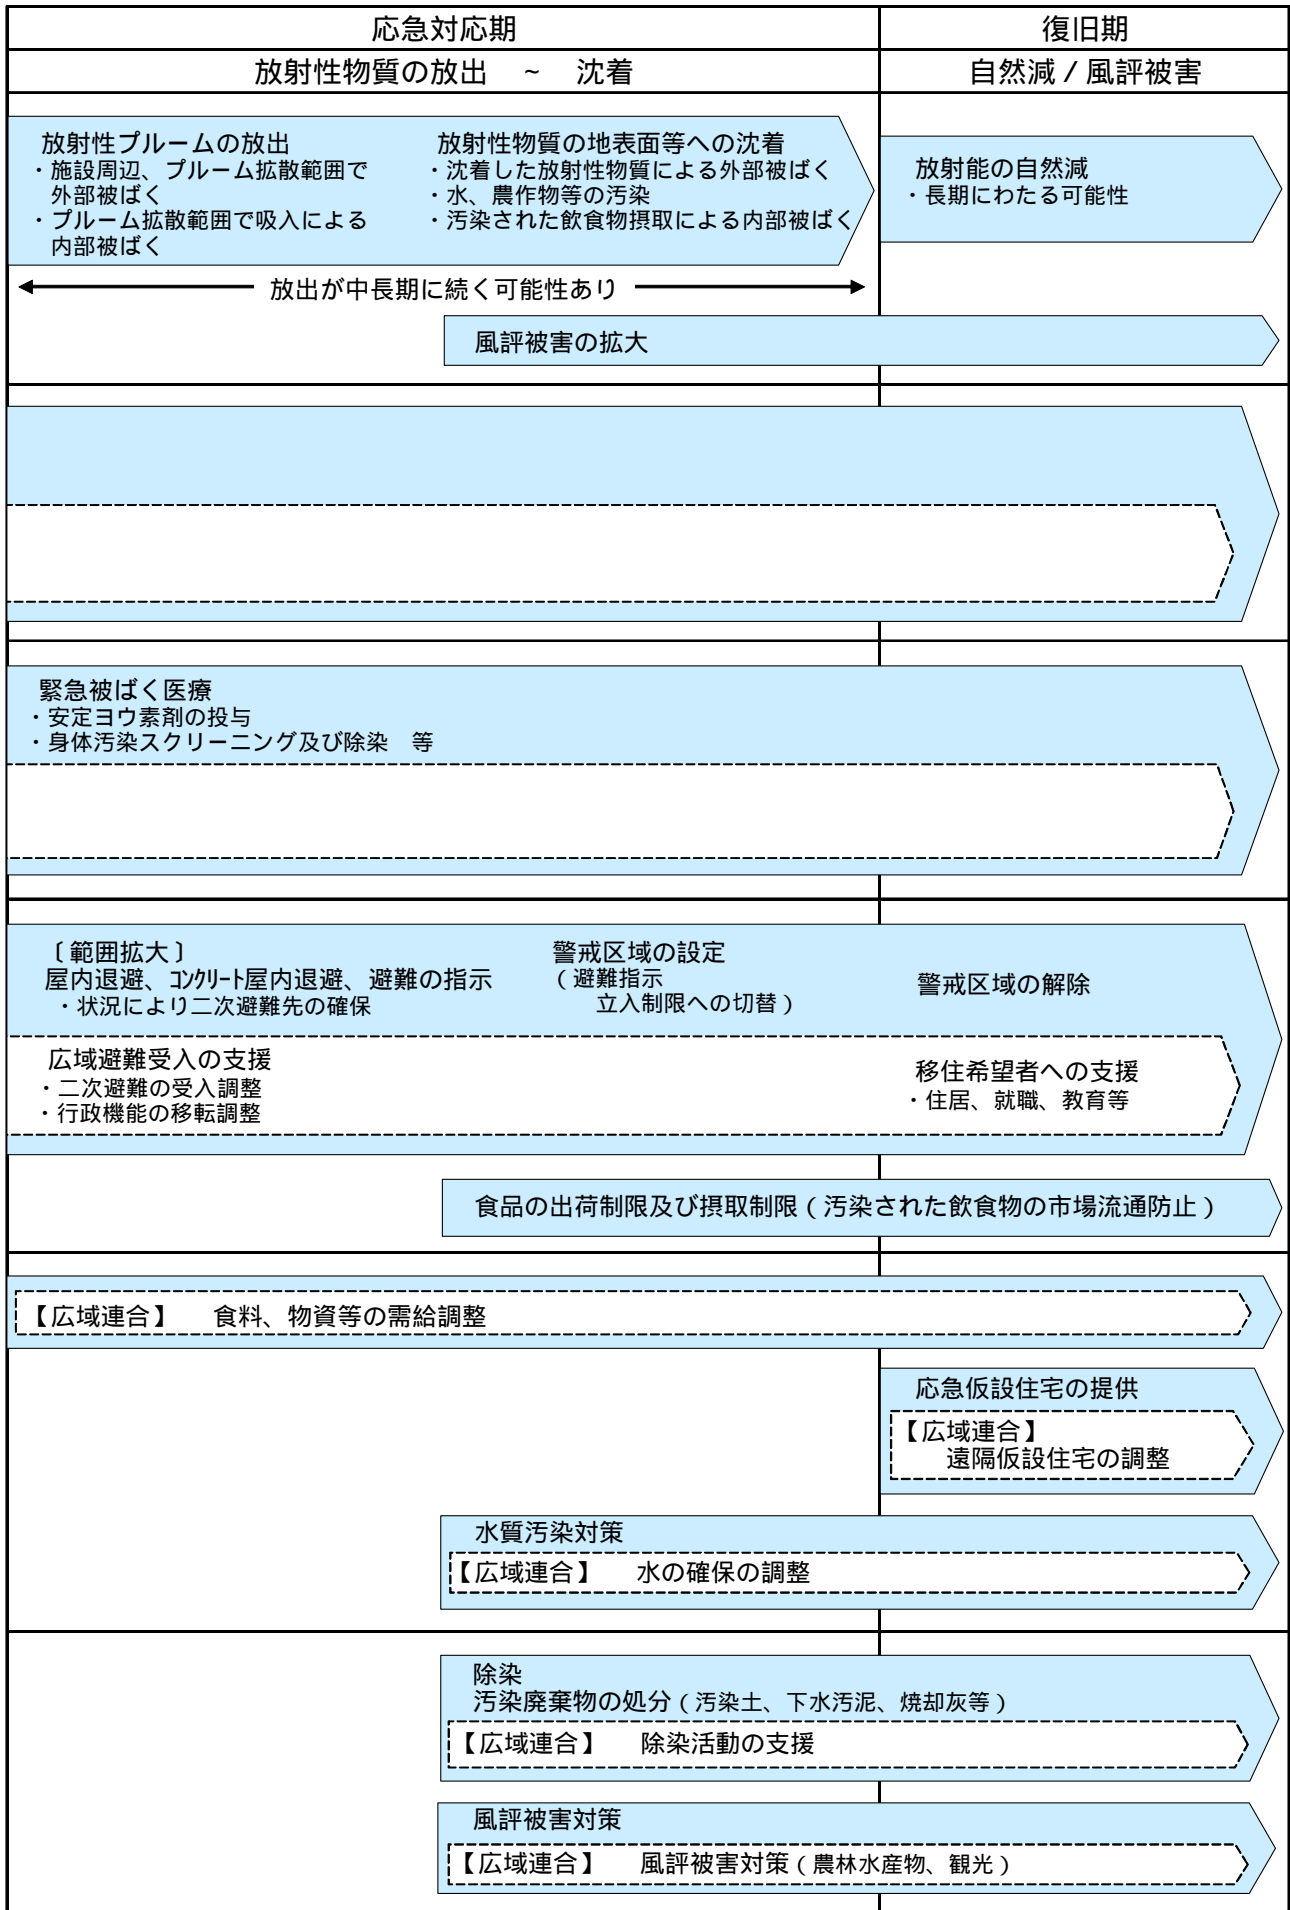 応急対応期
復旧期
放射性物質の放出　～　沈着
自然減／風評被害
放射性プルームの放出
・施設周辺、プルーム拡散範囲で
外部被ばく
・プルーム拡散範囲で吸入による
内部被ばく
放射性物質の地表面等への沈着
・沈着した放射性物質による外部被ばく
・水、農作物等の汚染
・汚染された飲食物摂取による内部被ばく
放射能の自然減
・長期にわたる可能性
放出が中長期に続く可能性あり
風評被害の拡大
緊急被ばく医療
・安定ヨウ素剤の投与
・身体汚染スクリーニング及び除染　等
〔範囲拡大〕
屋内退避、ｺﾝｸﾘｰﾄ屋内退避、避難の指示
・状況により二次避難先の確保
警戒区域の設定
（避難指示
立入制限への切替）
警戒区域の解除
広域避難受入の支援
・二次避難の受入調整
・行政機能の移転調整
移住希望者への支援
・住居、就職、教育等
食品の出荷制限及び摂取制限（汚染された飲食物の市場流通防止）
【広域連合】　食料、物資等の需給調整
応急仮設住宅の提供
【広域連合】
遠隔仮設住宅の調整
水質汚染対策
【広域連合】　水の確保の調整
除染
汚染廃棄物の処分（汚染土、下水汚泥、焼却灰等）
【広域連合】　除染活動の支援
風評被害対策
【広域連合】　風評被害対策（農林水産物、観光）